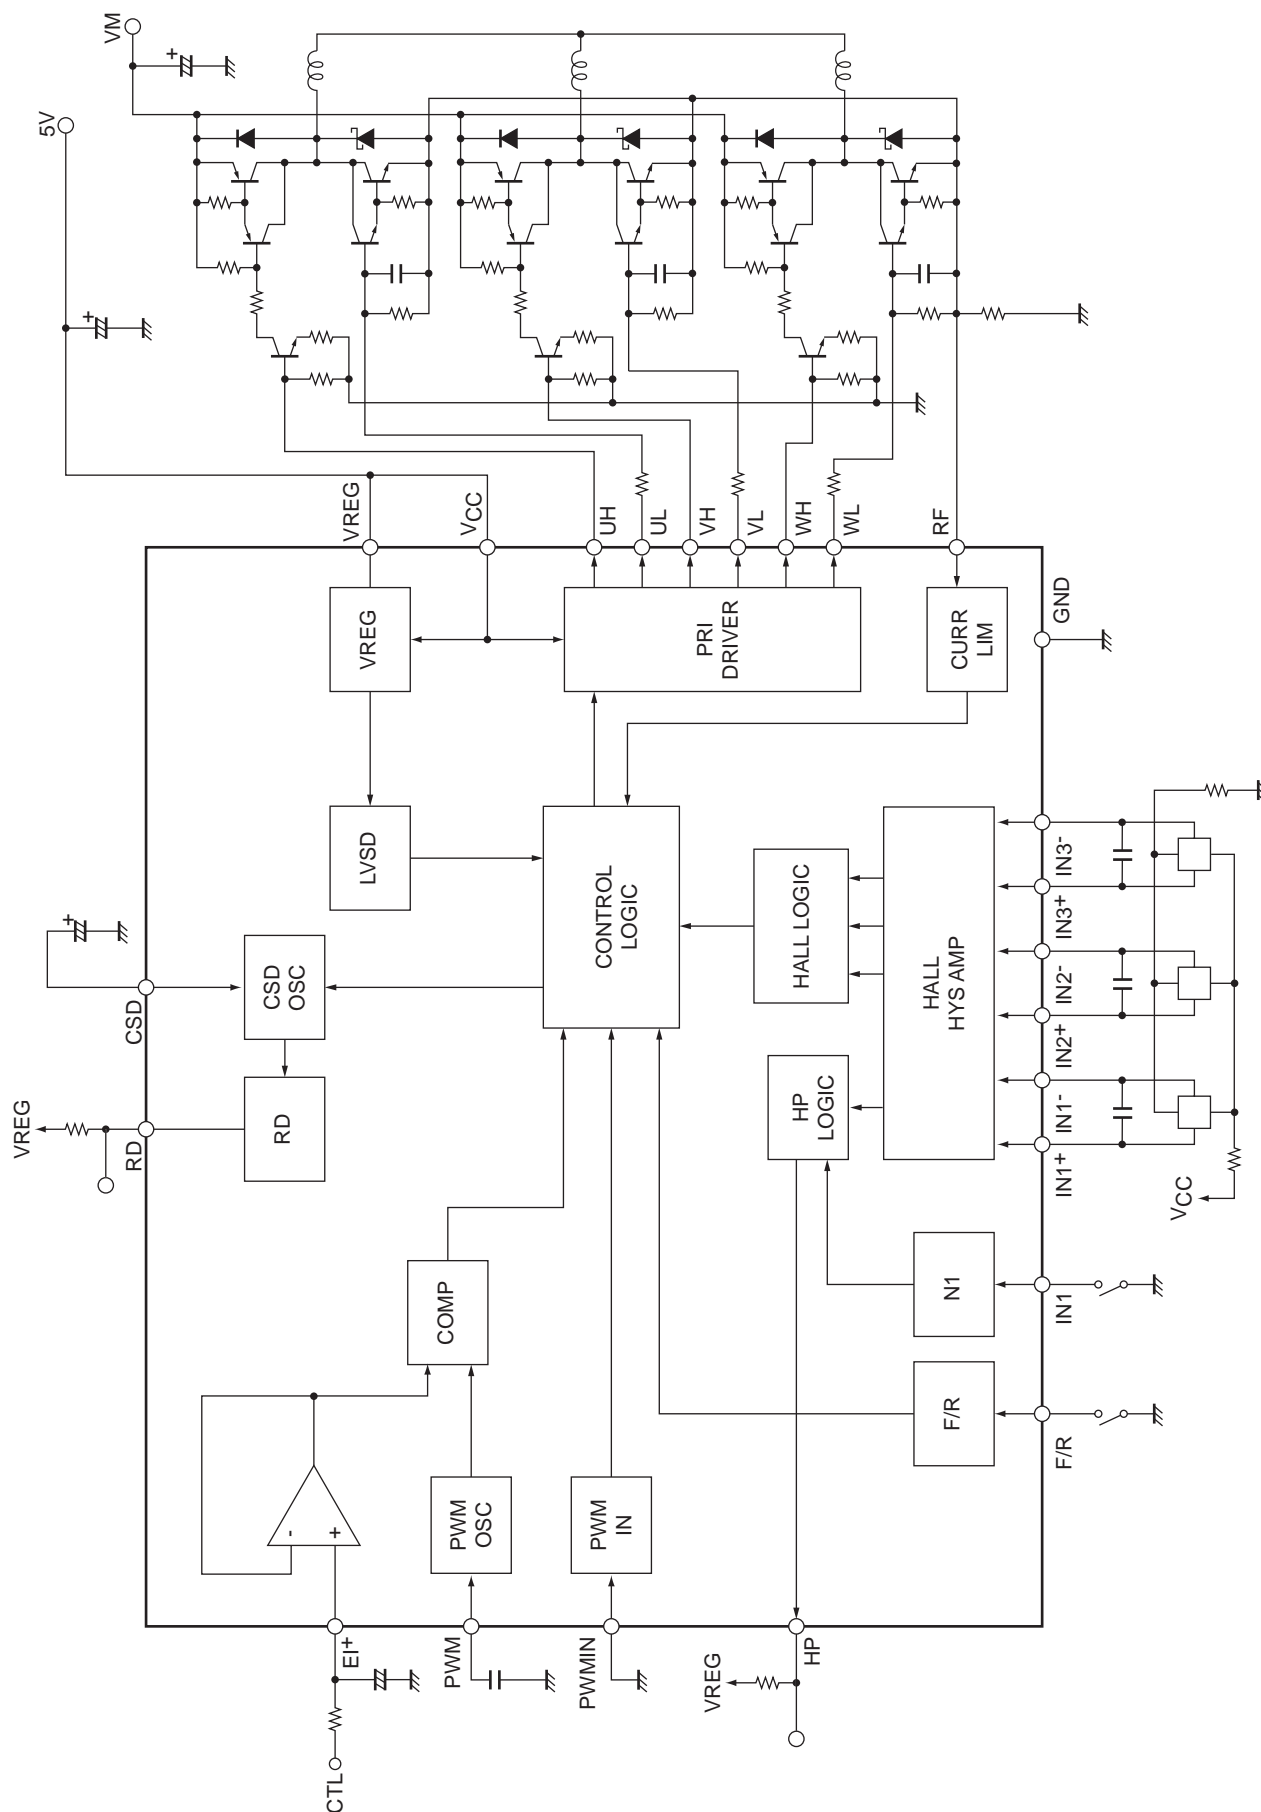 VM
+
5V
+
VREG
VCC
UH
UL
VH
VL
WH
WL
RF
GND
VREG
PRI
DRIVER
CURR
LIM
LVSD
CONTROL
LOGIC
HALL LOGIC
HALL
HYS AMP
IN3-
IN3+
IN2-
IN2+
IN1-
IN1+
VCC
+
CSD
CSD
OSC
VREG
RD
RD
HP
LOGIC
COMP
N1
IN1
F/R
F/R
-
+
PWM
OSC
PWM
IN
EI+
PWM
PWMIN
HP
VREG
CTL